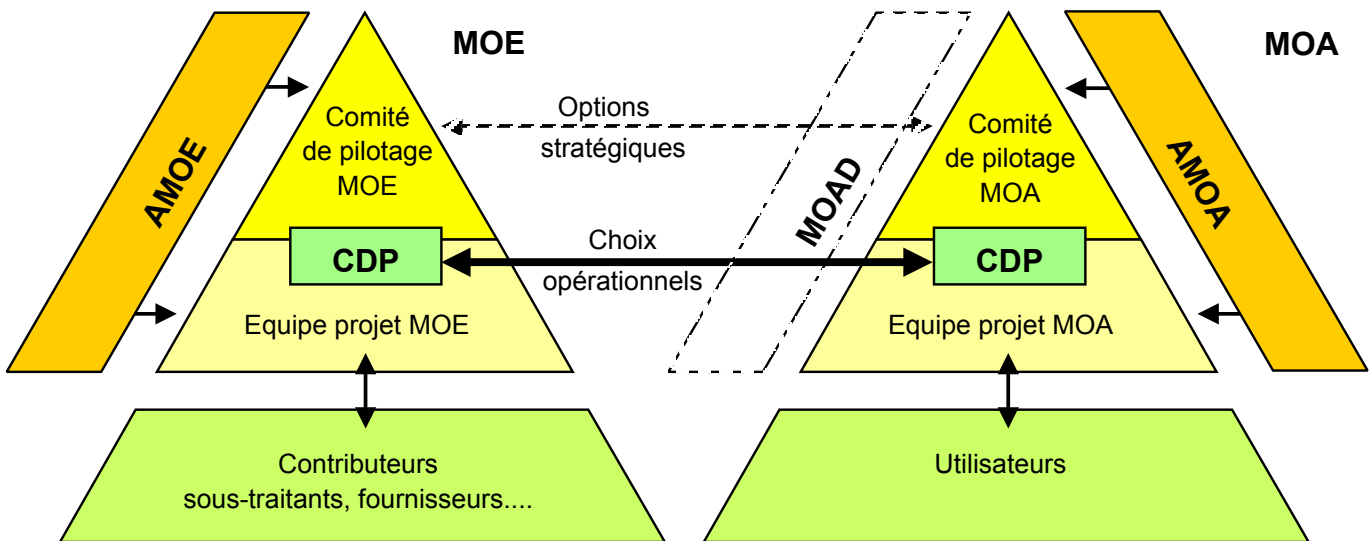 MOE
MOA
AMOE
Comité
de pilotage
MOE
Options
stratégiques
MOAD
Comité
de pilotage
MOA
AMOA
CDP
Choix
opérationnels
CDP
Equipe projet MOE
Equipe projet MOA
Contributeurs
sous-traitants, fournisseurs....
Utilisateurs